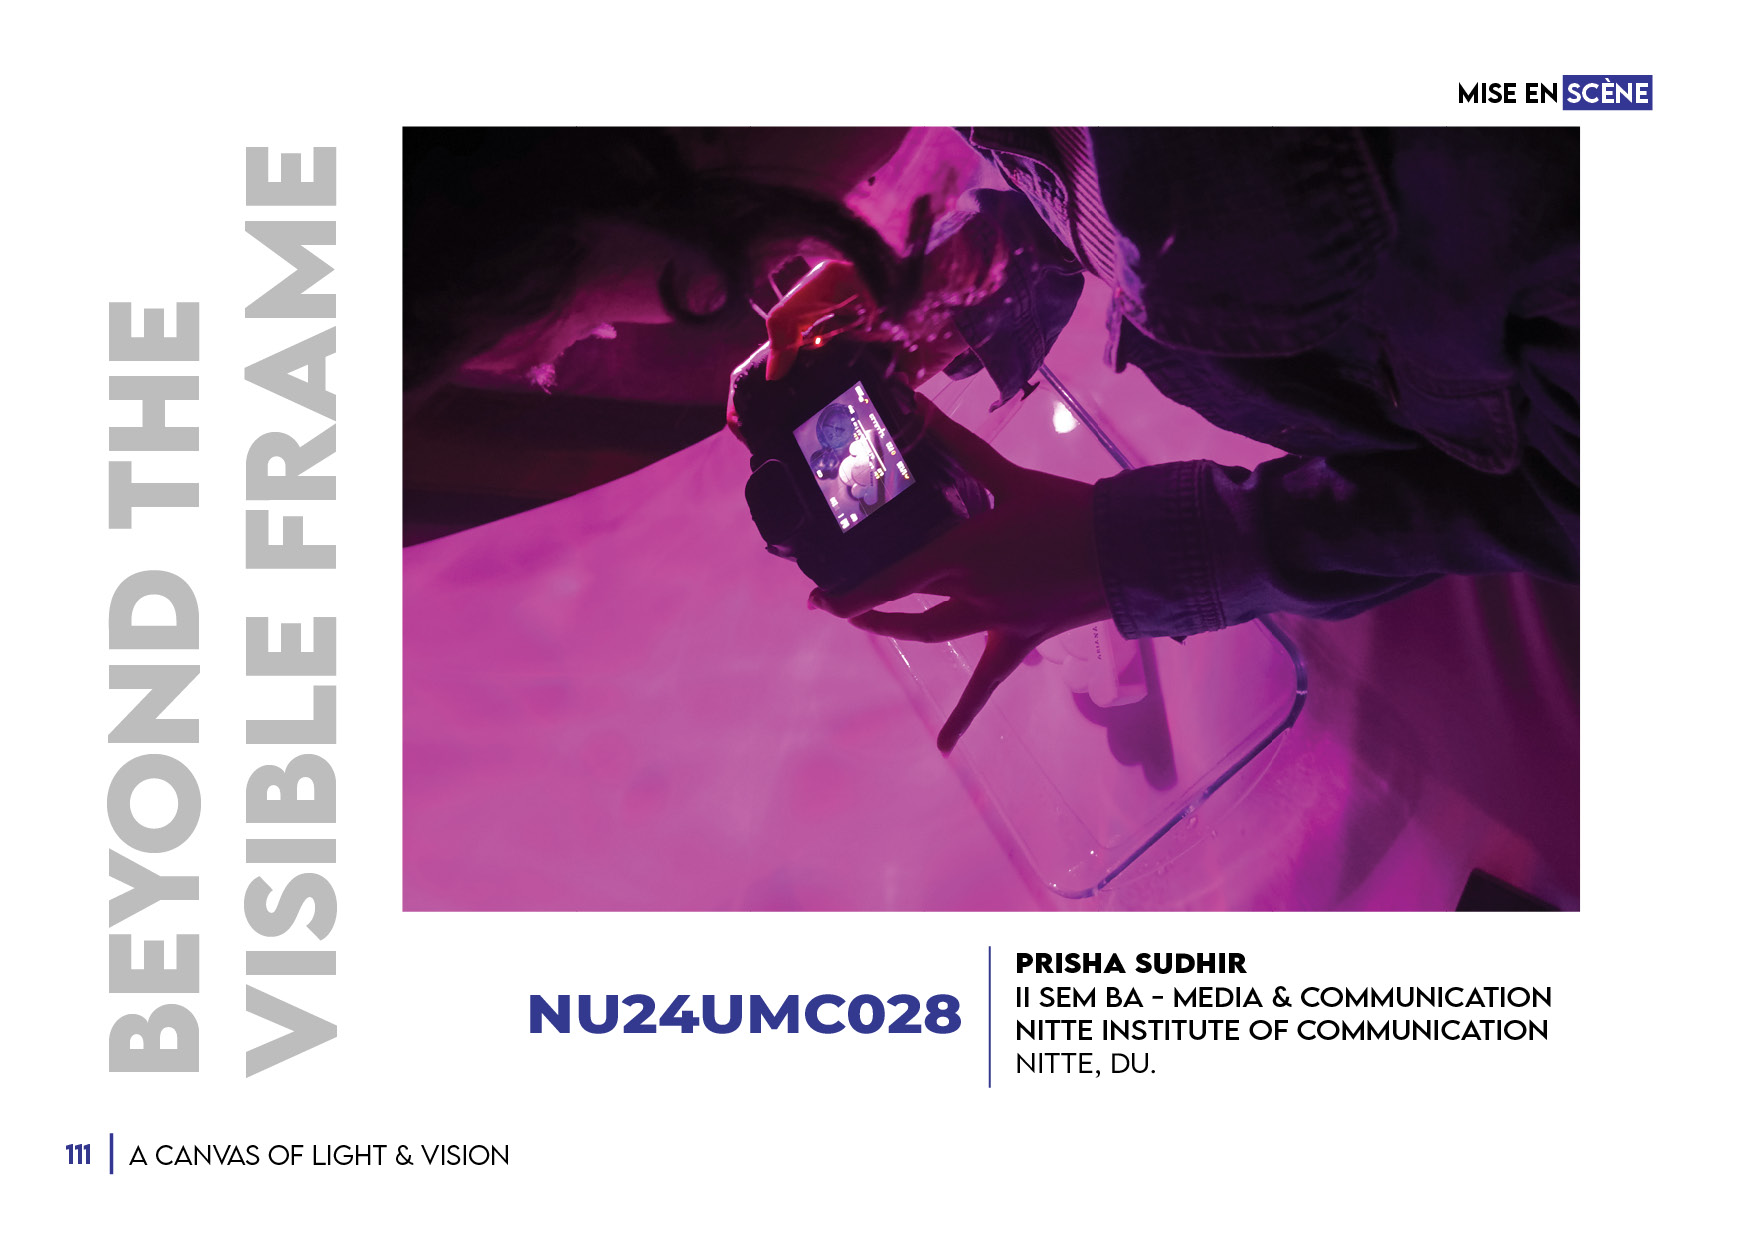 MISE EN SCÈNE
BEYOND THE
VISIBLE FRAME
ARIANA
NU24UMC028
PRISHA SUDHIR
II SEM BA - MEDIA & COMMUNICATION
NITTE INSTITUTE OF COMMUNICATION
NITTE, DU.
111
A CANVAS OF LIGHT & VISION